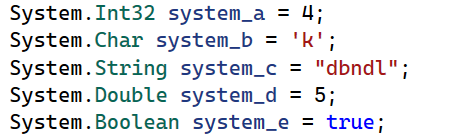 System.Int32 system_a = 4;
System.Char system_b = 'k';
System.String system_c = "dbndl";
System.Double system_d = 5;
System.Boolean system_e = true;